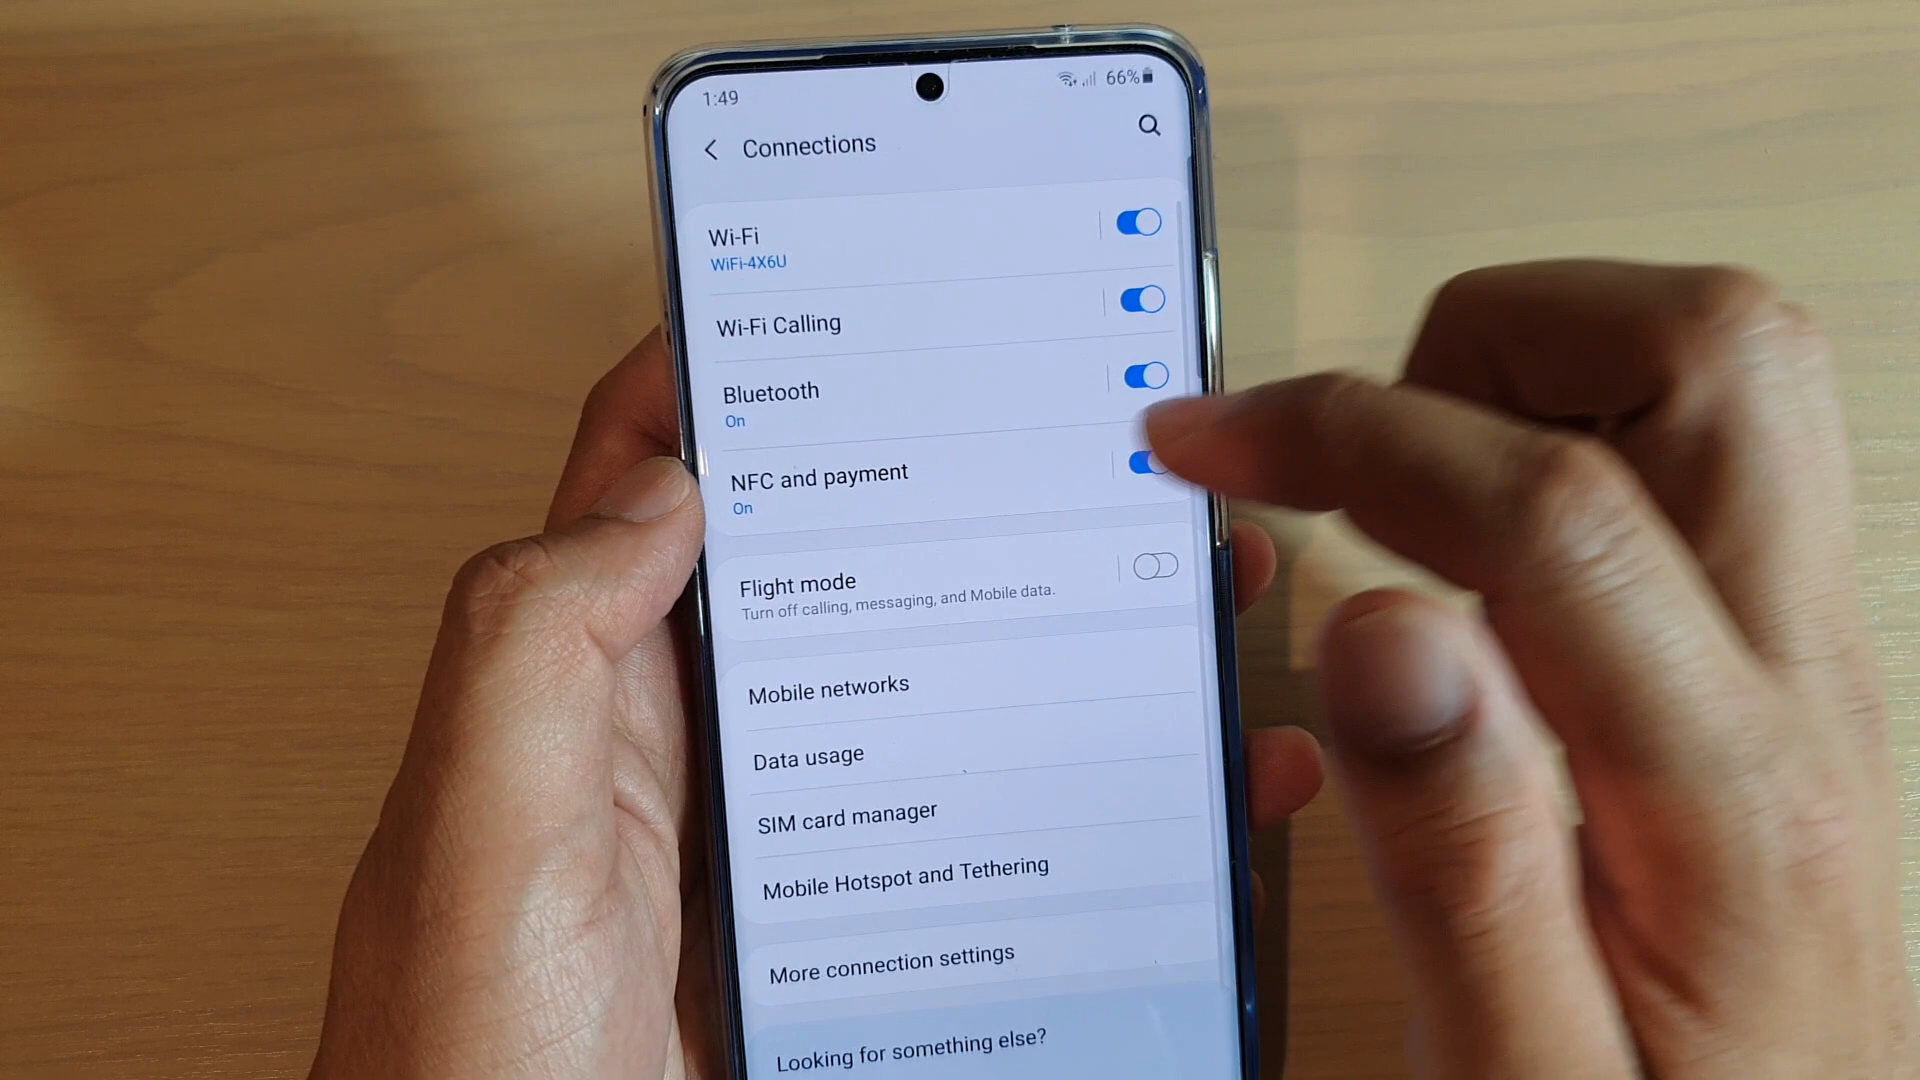 1:49
66%
Connections
Wi-Fi
WiFi-4X6U
Wi-Fi Calling
Bluetooth
On
NFC and payment
On
Flight mode
Turn off calling, messaging, and Mobile data.
Mobile networks
Data usage
SIM card manager
Mobile Hotspot and Tethering
More connection settings
Looking for something else?